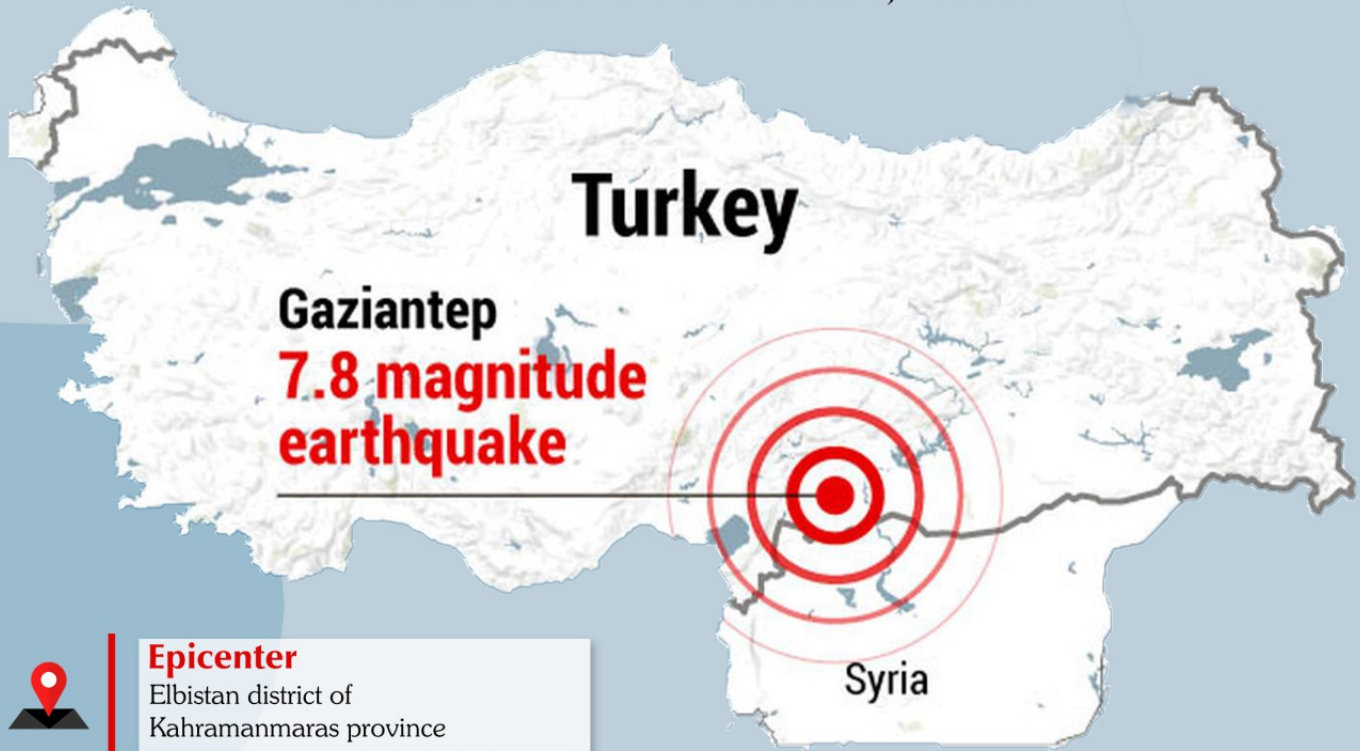 Turkey
Gaziantep
7.8 magnitude
earthquake
Syria
Epicenter
Elbistan district of
Kahramanmaras province